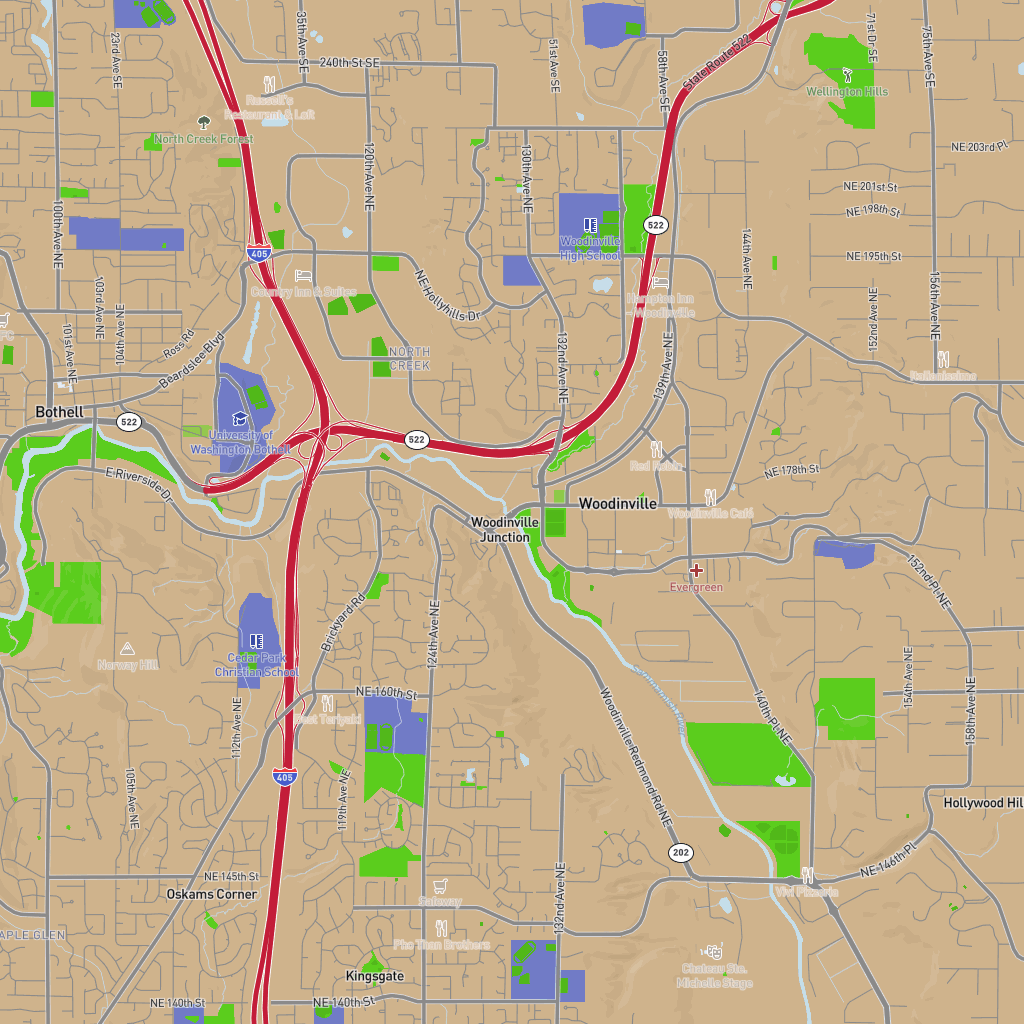 23rd Ave SE
35th Ave SE
240th St SE
51st Ave SE
58th Ave SE
State Route 522
71st Dr SE
75th Ave SE
Wellington Hills
Russell's
Restaurant & Loft
North Creek Forest
120th Ave NE
130th Ave NE
NE 203rd Pl
NE 201st St
NE 198th St
NE 195th St
100th Ave NE
522
Woodinville
High School
144th Ave NE
156th Ave NE
405
Country Inn & Suites
Hampton Inn
- Woodinville
103rd Ave NE
104th Ave NE
101st Ave NE
Ross Rd
Beardslee Blvd
NE Hollyhills Dr
NORTH
CREEK
132nd Ave NE
139th Ave NE
152nd Ave NE
Bothell
522
University of
Washington Bothell
522
Red Robin
NE 178th St
E Riverside Dr
Woodinville
Woodinville Café
Woodinville
Junction
Evergreen
152nd Pl NE
Brickyard Rd
124th Ave NE
Cedar Park
Christian School
Norway Hill
NE 160th St
Best Teriyaki
112th Ave NE
Woodinville Redmond Rd NE
140th Pl NE
154th Ave NE
158th Ave NE
405
105th Ave NE
119th Ave NE
Hollywood Hil
202
NE 146th Pl
Vivi Pizzeria
NE 145th St
Oskams Corner
Safeway
132nd Ave NE
APLE GLEN
Pho Than Brothers
Kingsgate
Chateau Ste.
Michelle Stage
NE 140th St
NE 140th St